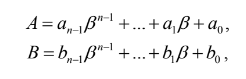 A = a_{n-1}β^{n-1} + ... + a_1β + a_0,
B = b_{n-1}β^{n-1} + ... + b_1β + b_0,